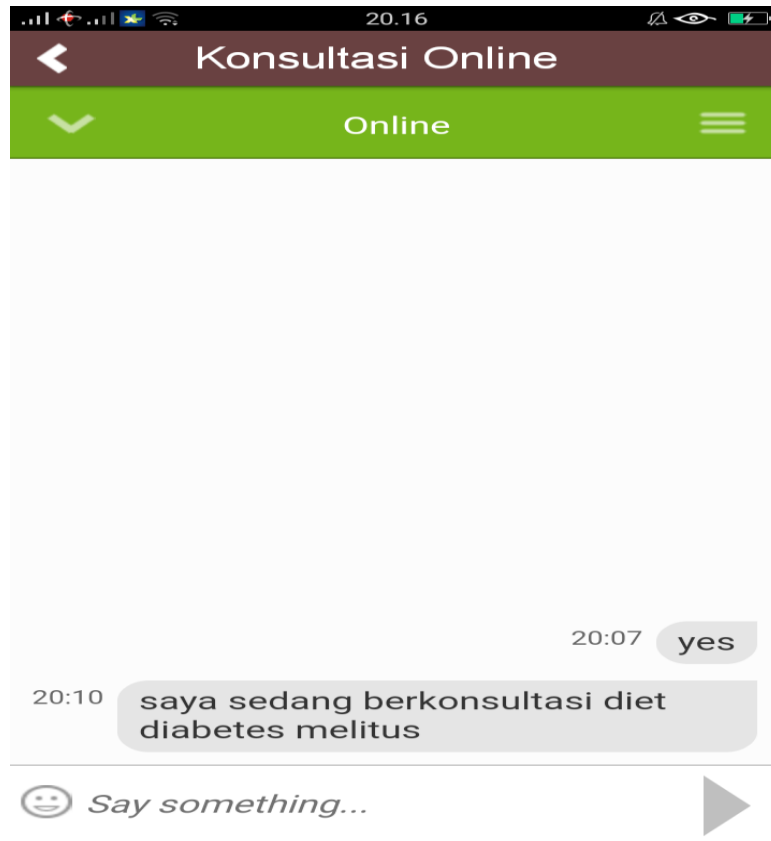 20.16
Konsultasi Online
Online
20:07 yes
20:10 saya sedang berkonsultasi diet
diabetes melitus
Say something...